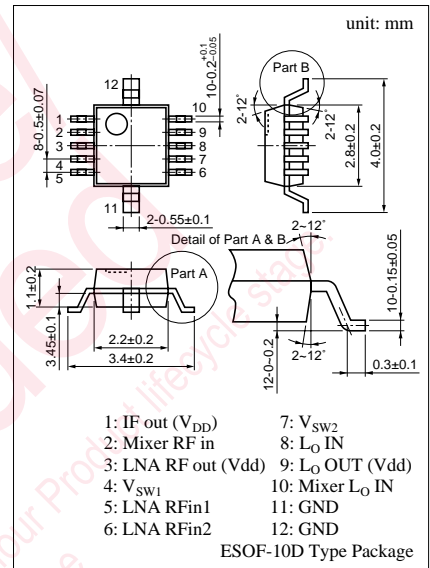 unit: mm
Part B
12
10-0.2+0.1 −0.05
8-0.5±0.07
1
2
3
4
5
10
9
8
7
6
2-12°
2-12°
2.8±0.2
4.0±0.2
11
2-0.55±0.1
Detail of Part A & B
2~12°
Part A
1.1±0.2
3.45±0.1
2.2±0.2
3.4±0.2
12-0~0.2
2~12°
10-0.15±0.05
0.3±0.1
1: IF out (VDD)
2: Mixer RF in
3: LNA RF out (Vdd)
4: VSW1
5: LNA RFin1
6: LNA RFin2
7: VSW2
8: LO IN
9: LO OUT (Vdd)
10: Mixer LO IN
11: GND
12: GND
ESOF-10D Type Package
lifecycle stage.
our Product